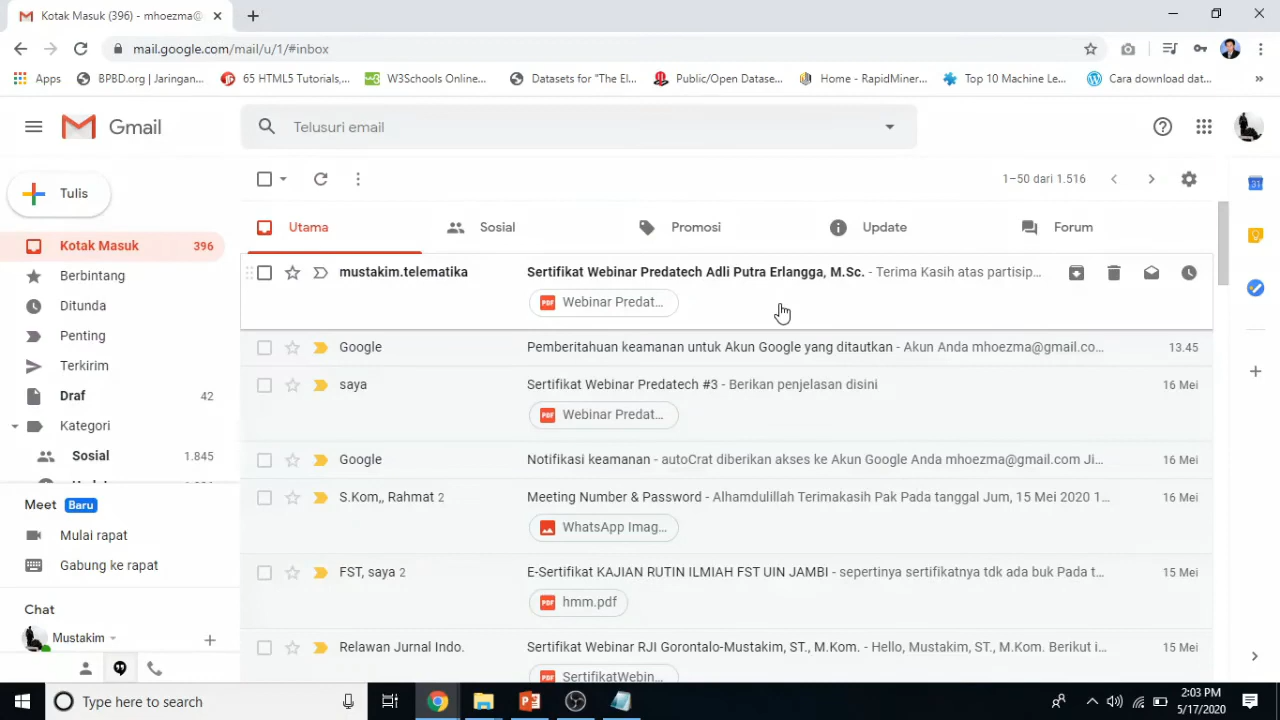 Kotak Masuk (396) - mhoezma@
mail.google.com/mail/u/1/#inbox
Apps
BPBD.org | Jaringan...
65 HTML5 Tutorials,...
W3Schools Online...
Datasets for "The El...
Public/Open Datase...
Home - RapidMiner...
Top 10 Machine Le...
Cara download dat...
»
Gmail
Telusuri email
Tulis
1–50 dari 1.516
Utama
Sosial
Promosi
Update
Forum
Kotak Masuk 396
Berbintang
Ditunda
Penting
Terkirim
Draf 42
Kategori
Sosial 1.845
Meet Baru
Mulai rapat
Gabung ke rapat
Chat
Mustakim
mustakim.telematika Sertifikat Webinar Predatech Adli Putra Erlangga, M.Sc. - Terima Kasih atas partisip...
PDF Webinar Predat...
Google Pemberitahuan keamanan untuk Akun Google yang ditautkan - Akun Anda mhoezma@gmail.co... 13.45
saya Sertifikat Webinar Predatech #3 - Berikan penjelasan disini 16 Mei
PDF Webinar Predat...
Google Notifikasi keamanan - autoCrat diberikan akses ke Akun Google Anda mhoezma@gmail.com Ji... 16 Mei
S.Kom,, Rahmat 2 Meeting Number & Password - Alhamdulillah Terimakasih Pak Pada tanggal Jum, 15 Mei 2020 1... 16 Mei
WhatsApp Imag...
FST, saya 2 E-Sertifikat KAJIAN RUTIN ILMIAH FST UIN JAMBI - sepertinya sertifikatnya tdk ada buk Pada t... 15 Mei
PDF hmm.pdf
Relawan Jurnal Indo. Sertifikat Webinar RJI Gorontalo-Mustakim, ST., M.Kom. - Hello, Mustakim, ST., M.Kom. Berikut i... 15 Mei
PDF SertifikatWebin...
Type here to search
2:03 PM
5/17/2020